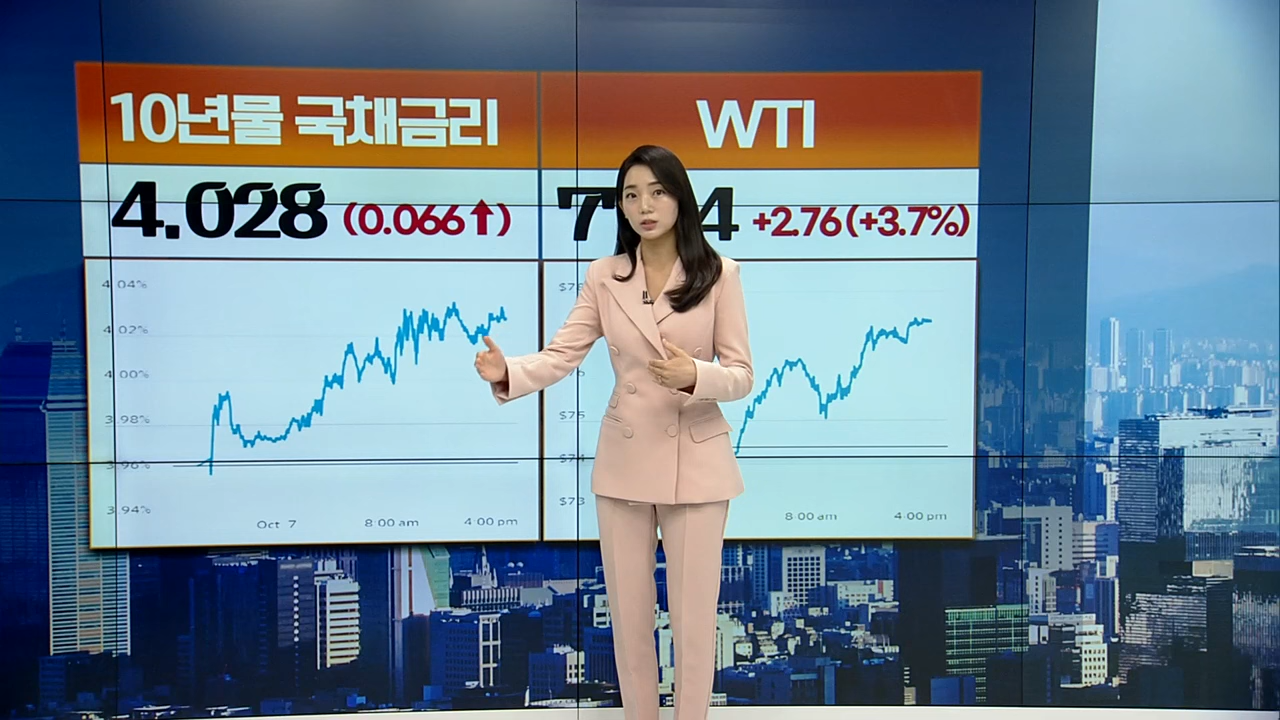 10년물 국채금리
WTI
4.028 (0.066⬆)
+2.76 (+3.7%)
4.04%
4.02%
4.00%
3.98%
3.96%
3.94%
Oct 7
8:00 am
4:00 pm
$75
$74
$73
8:00 am
4:00 pm